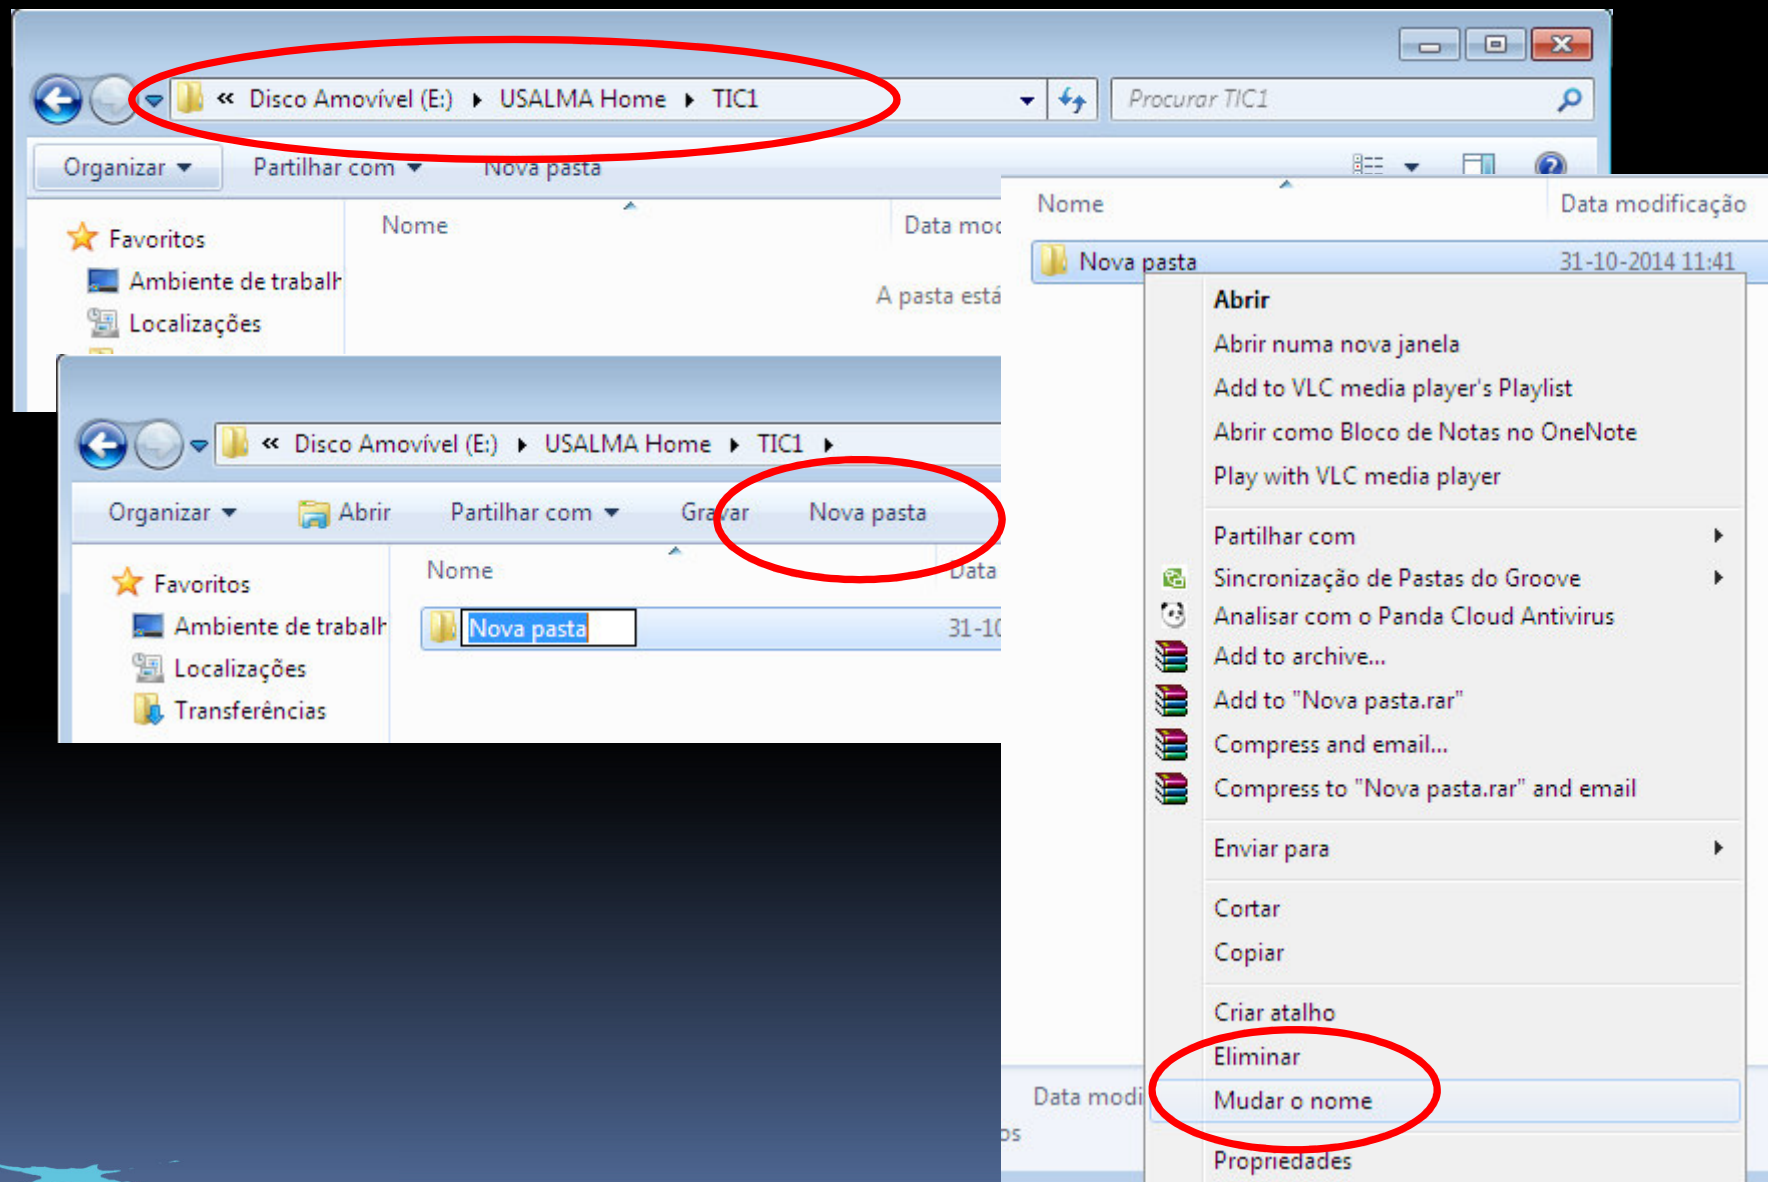 « Disco Amovível (E:) ▸ USALMA Home ▸ TIC1
Procurar TIC1
Organizar Partilhar com Nova pasta
Nome Data mod
Favoritos
Ambiente de trabalh
Localizações
A pasta está
« Disco Amovível (E:) ▸ USALMA Home ▸ TIC1 ▸
Organizar Abrir Partilhar com Gravar Nova pasta
Nome Data
Favoritos
Ambiente de trabalh
Localizações
Transferências
Nova pasta 31-10
Nome Data modificação
Nova pasta 31-10-2014 11:41
Abrir
Abrir numa nova janela
Add to VLC media player's Playlist
Abrir como Bloco de Notas no OneNote
Play with VLC media player
Partilhar com
Sincronização de Pastas do Groove
Analisar com o Panda Cloud Antivirus
Add to archive...
Add to "Nova pasta.rar"
Compress and email...
Compress to "Nova pasta.rar" and email
Enviar para
Cortar
Copiar
Criar atalho
Eliminar
Mudar o nome
Propriedades
Data modi
os